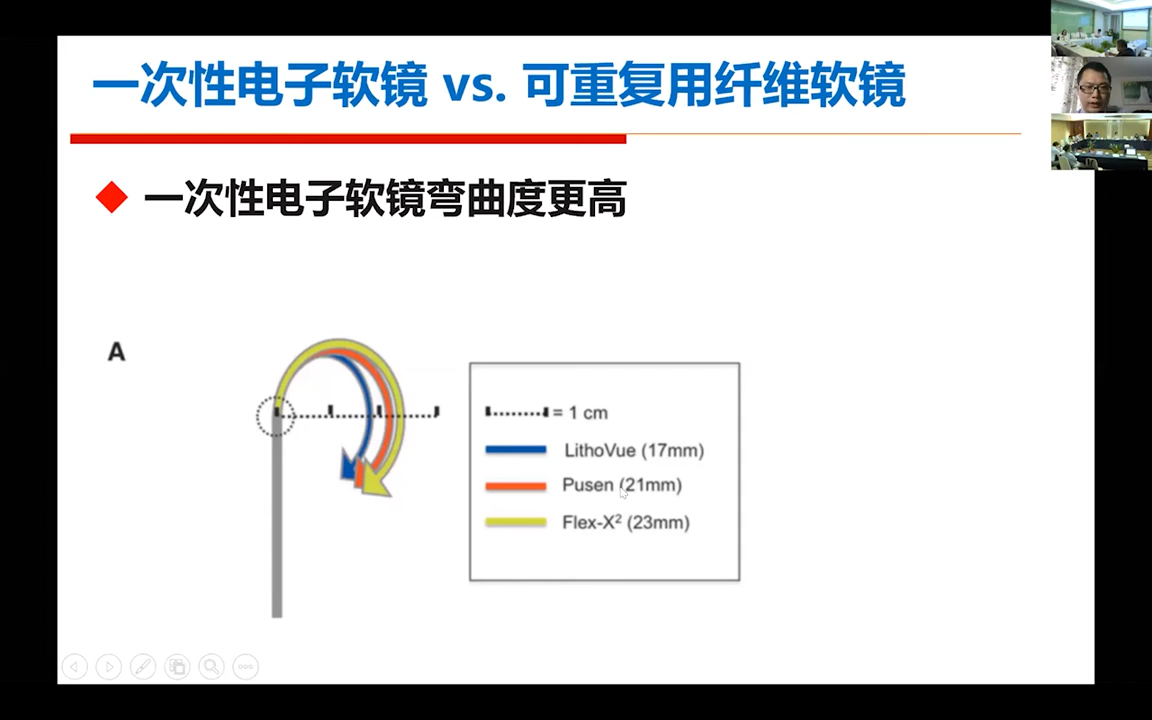 一次性电子软镜 vs. 可重复用纤维软镜
一次性电子软镜弯曲度更高
A
= 1 cm
LithoVue (17mm)
Pusen (21mm)
Flex-X² (23mm)